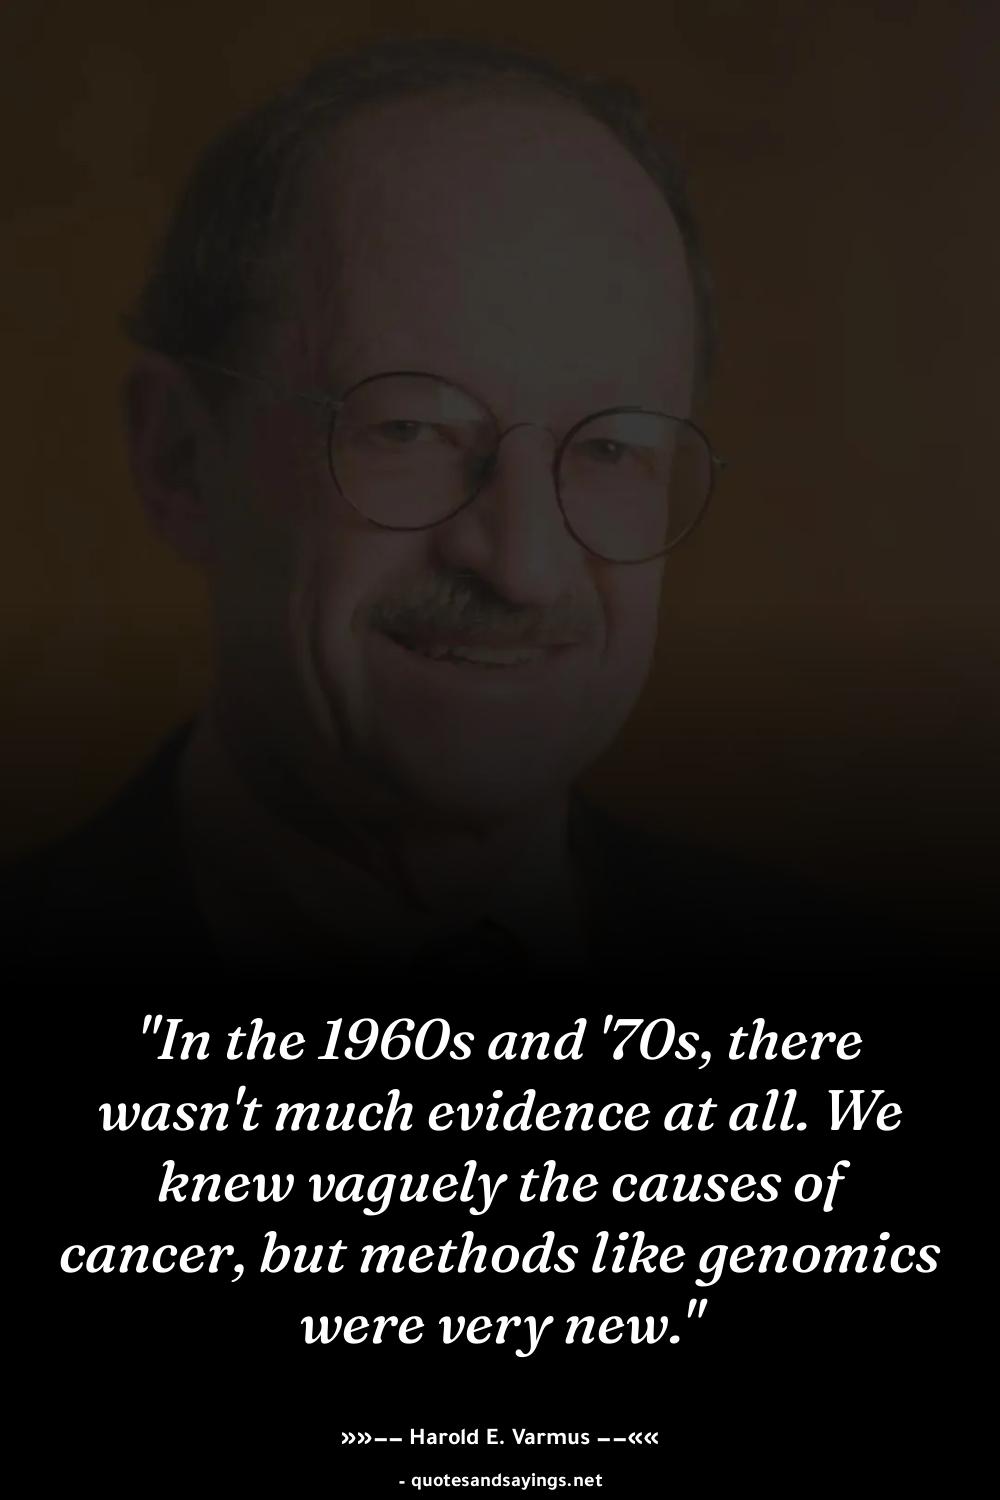 "In the 1960s and '70s, there
wasn't much evidence at all. We
knew vaguely the causes of
cancer, but methods like genomics
were very new."
»»−− Harold E. Varmus −−««
- quotesandsayings.net